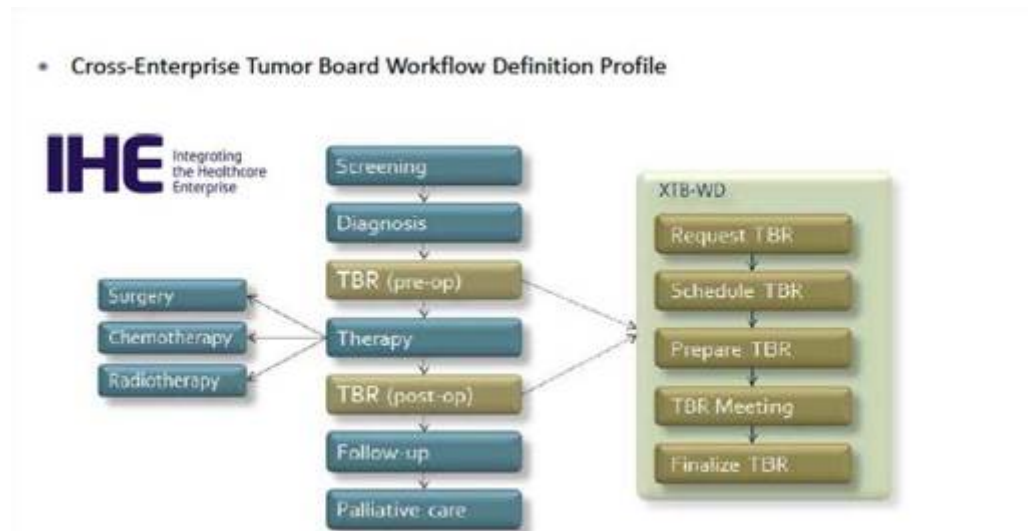 • Cross-Enterprise Tumor Board Workflow Definition Profile
IHE
Integrating
the Healthcare
Enterprise
Screening
Diagnosis
TBR (pre-op)
Therapy
TBR (post-op)
Follow-up
Palliative care
Surgery
Chemotherapy
Radiotherapy
XTB-WD
Request TBR
Schedule TBR
Prepare TBR
TBR Meeting
Finalize TBR